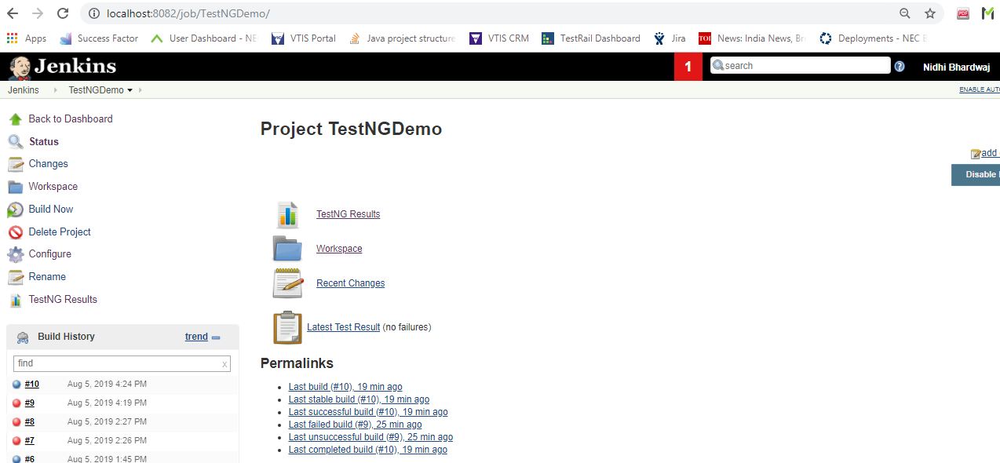 localhost:8082/job/TestNGDemo/
PDF
Apps Success Factor User Dashboard - NE VTIS Portal Java project structure VTIS CRM TestRail Dashboard Jira TOI News: India News, Bre Deployments - NEC E
Jenkins 1 search ? Nidhi Bhardwaj
Jenkins TestNGDemo ENABLE AUTO
Back to Dashboard
Status
Changes
Workspace
Build Now
Delete Project
Configure
Rename
TestNG Results
Build History trend
find x
#10 Aug 5, 2019 4:24 PM
#9 Aug 5, 2019 4:19 PM
#8 Aug 5, 2019 2:27 PM
#7 Aug 5, 2019 2:26 PM
#6 Aug 5, 2019 1:45 PM
Project TestNGDemo
add
Disable
TestNG Results
Workspace
Recent Changes
Latest Test Result (no failures)
Permalinks
Last build (#10), 19 min ago
Last stable build (#10), 19 min ago
Last successful build (#10), 19 min ago
Last failed build (#9), 25 min ago
Last unsuccessful build (#9), 25 min ago
Last completed build (#10), 19 min ago